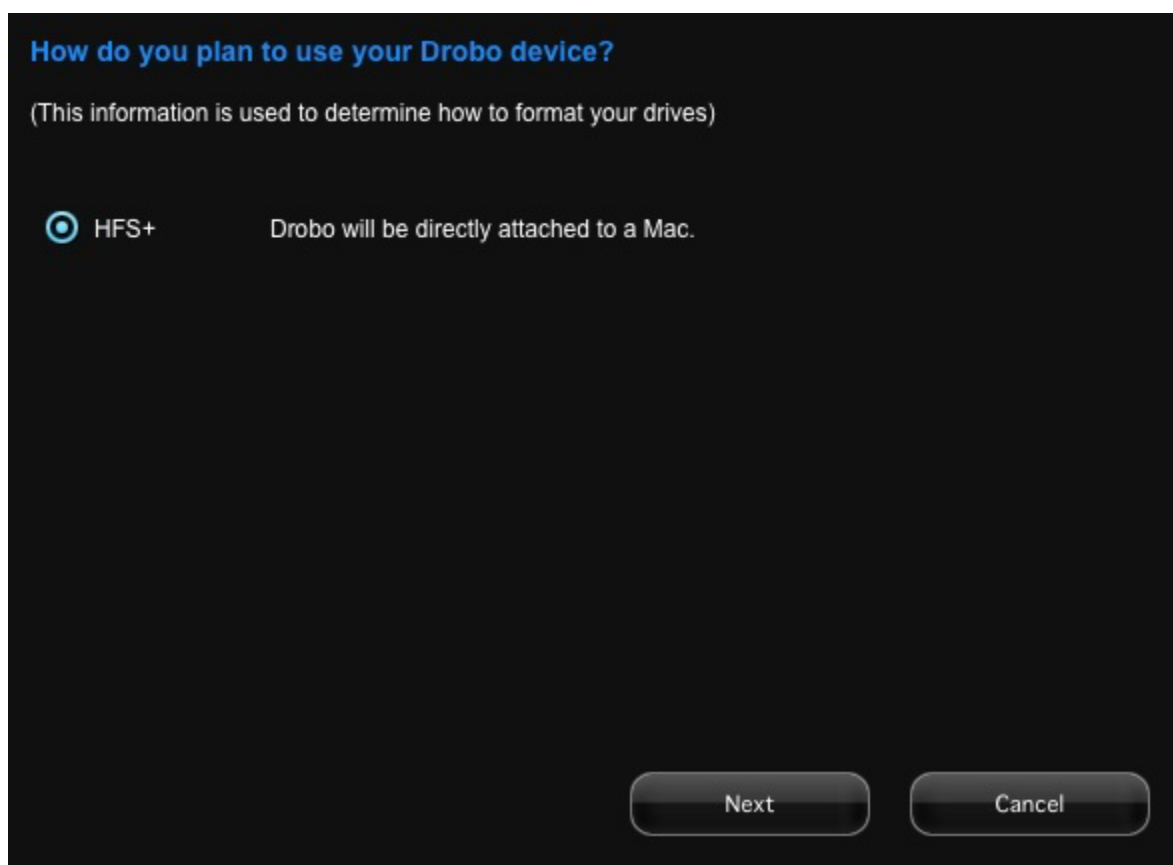 How do you plan to use your Drobo device?
(This information is used to determine how to format your drives)
HFS+ Drobo will be directly attached to a Mac.
Next Cancel